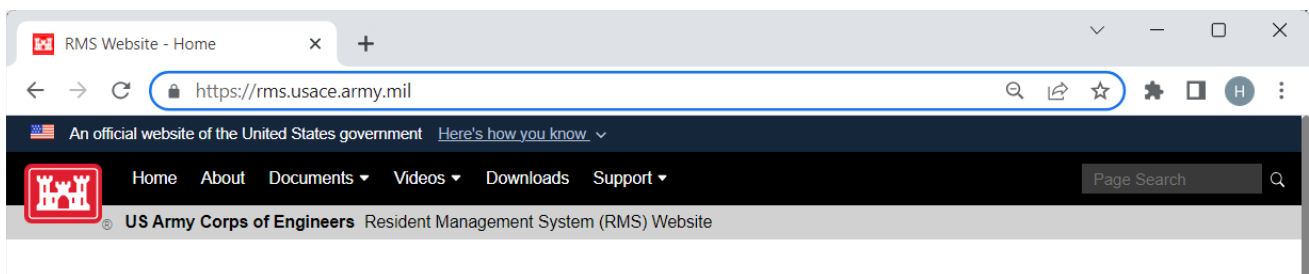 RMS Website - Home
https://rms.usace.army.mil
H
An official website of the United States government Here's how you know
Home About Documents Videos Downloads Support Page Search
® US Army Corps of Engineers Resident Management System (RMS) Website